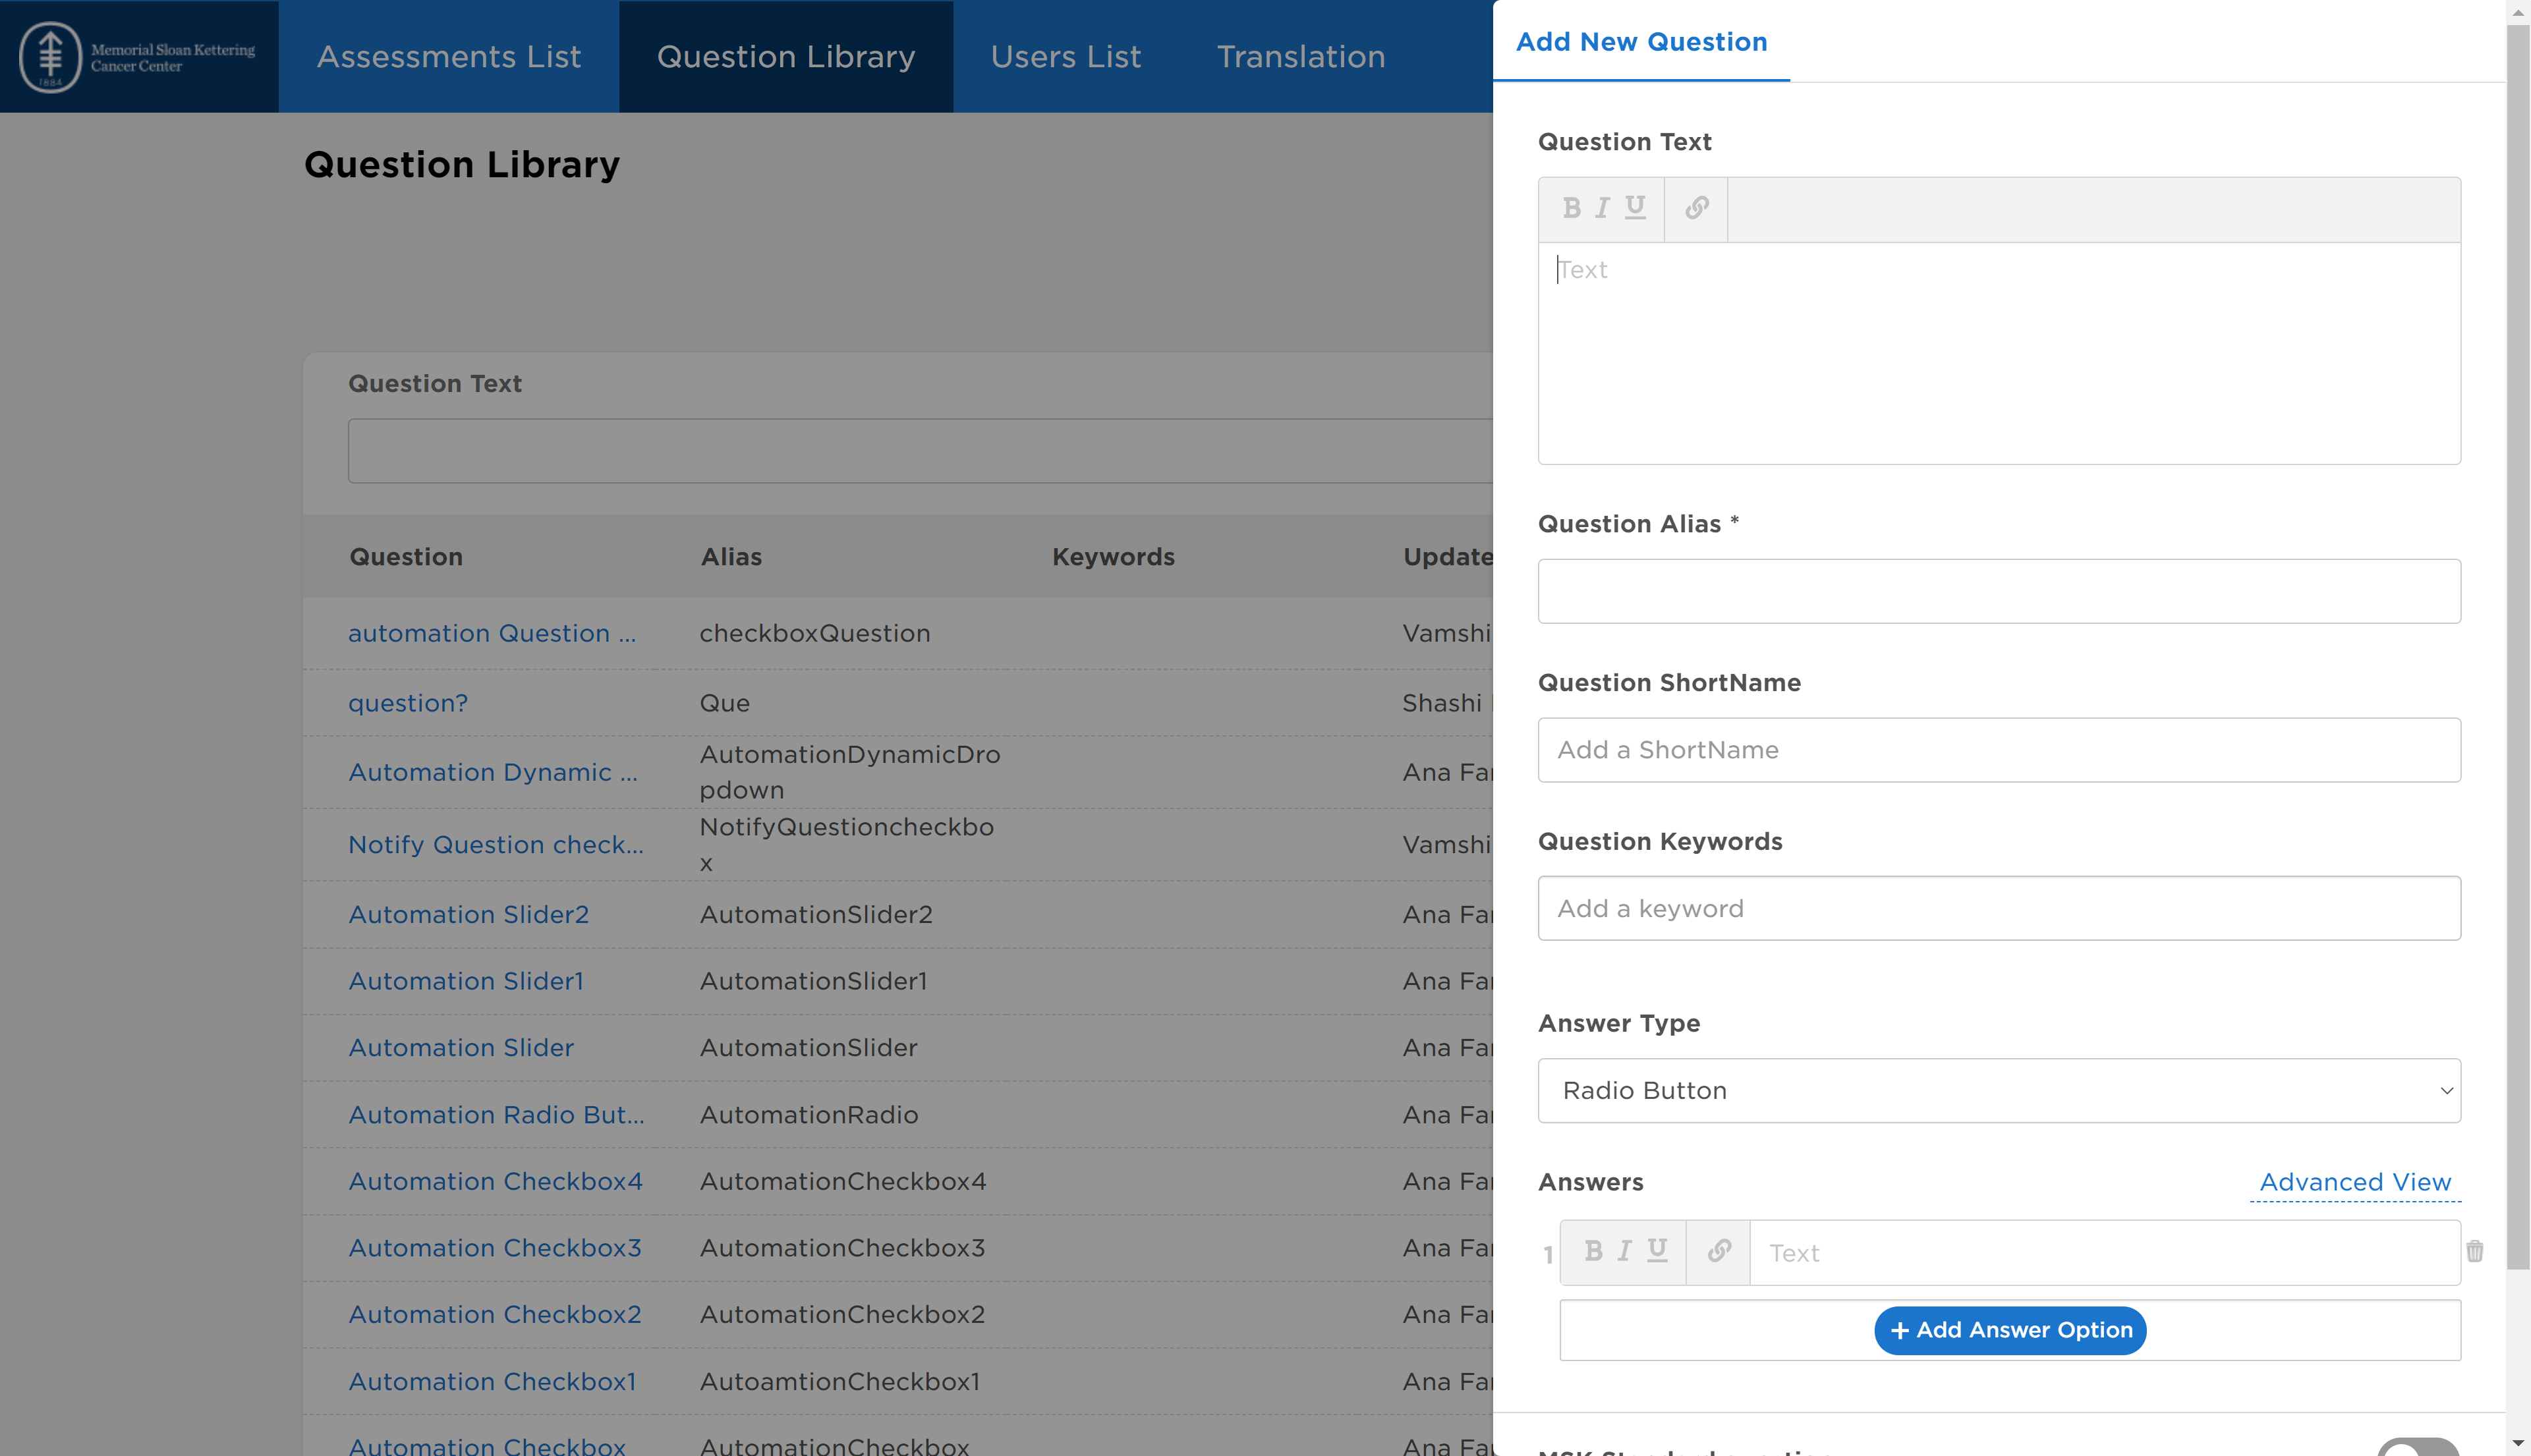 Memorial Sloan Kettering
Cancer Center
1884
Assessments List
Question Library
Users List
Translation
Question Library
Question Text
Question Alias Keywords Update
automation Question ... checkboxQuestion Vamshi
question? Que Shashi
Automation Dynamic ... AutomationDynamicDro
pdown Ana Fa
Notify Question check... NotifyQuestioncheckbo
x Vamshi
Automation Slider2 AutomationSlider2 Ana Fa
Automation Slider1 AutomationSlider1 Ana Fa
Automation Slider AutomationSlider Ana Fa
Automation Radio But... AutomationRadio Ana Fa
Automation Checkbox4 AutomationCheckbox4 Ana Fa
Automation Checkbox3 AutomationCheckbox3 Ana Fa
Automation Checkbox2 AutomationCheckbox2 Ana Fa
Automation Checkbox1 AutoamtionCheckbox1 Ana Fa
Automation Checkbox AutomationCheckbox Ana Fa
Add New Question
Question Text
B I U
Text
Question Alias *
Question ShortName
Add a ShortName
Question Keywords
Add a keyword
Answer Type
Radio Button
Answers Advanced View
1 B I U Text
+ Add Answer Option